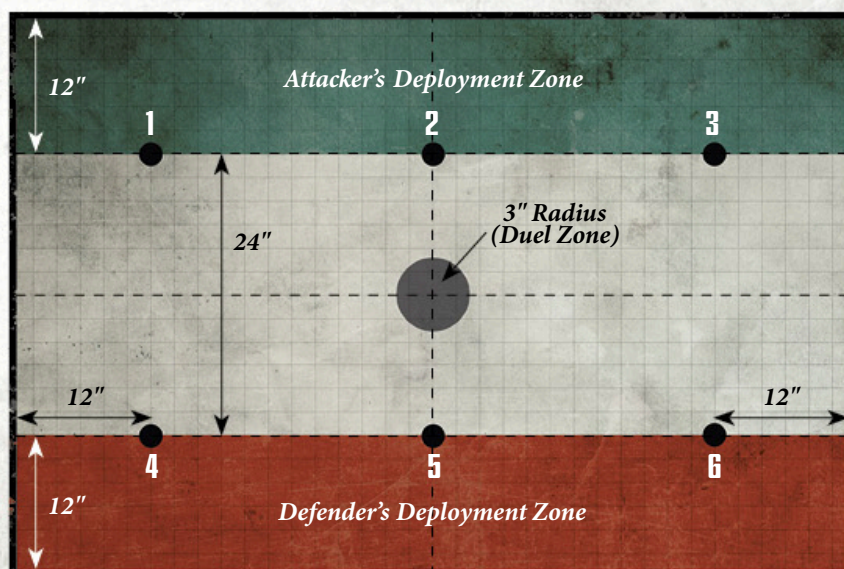 12"
Attacker's Deployment Zone
1
2
3
3" Radius
(Duel Zone)
24"
12"
12"
4
5
6
12"
Defender's Deployment Zone